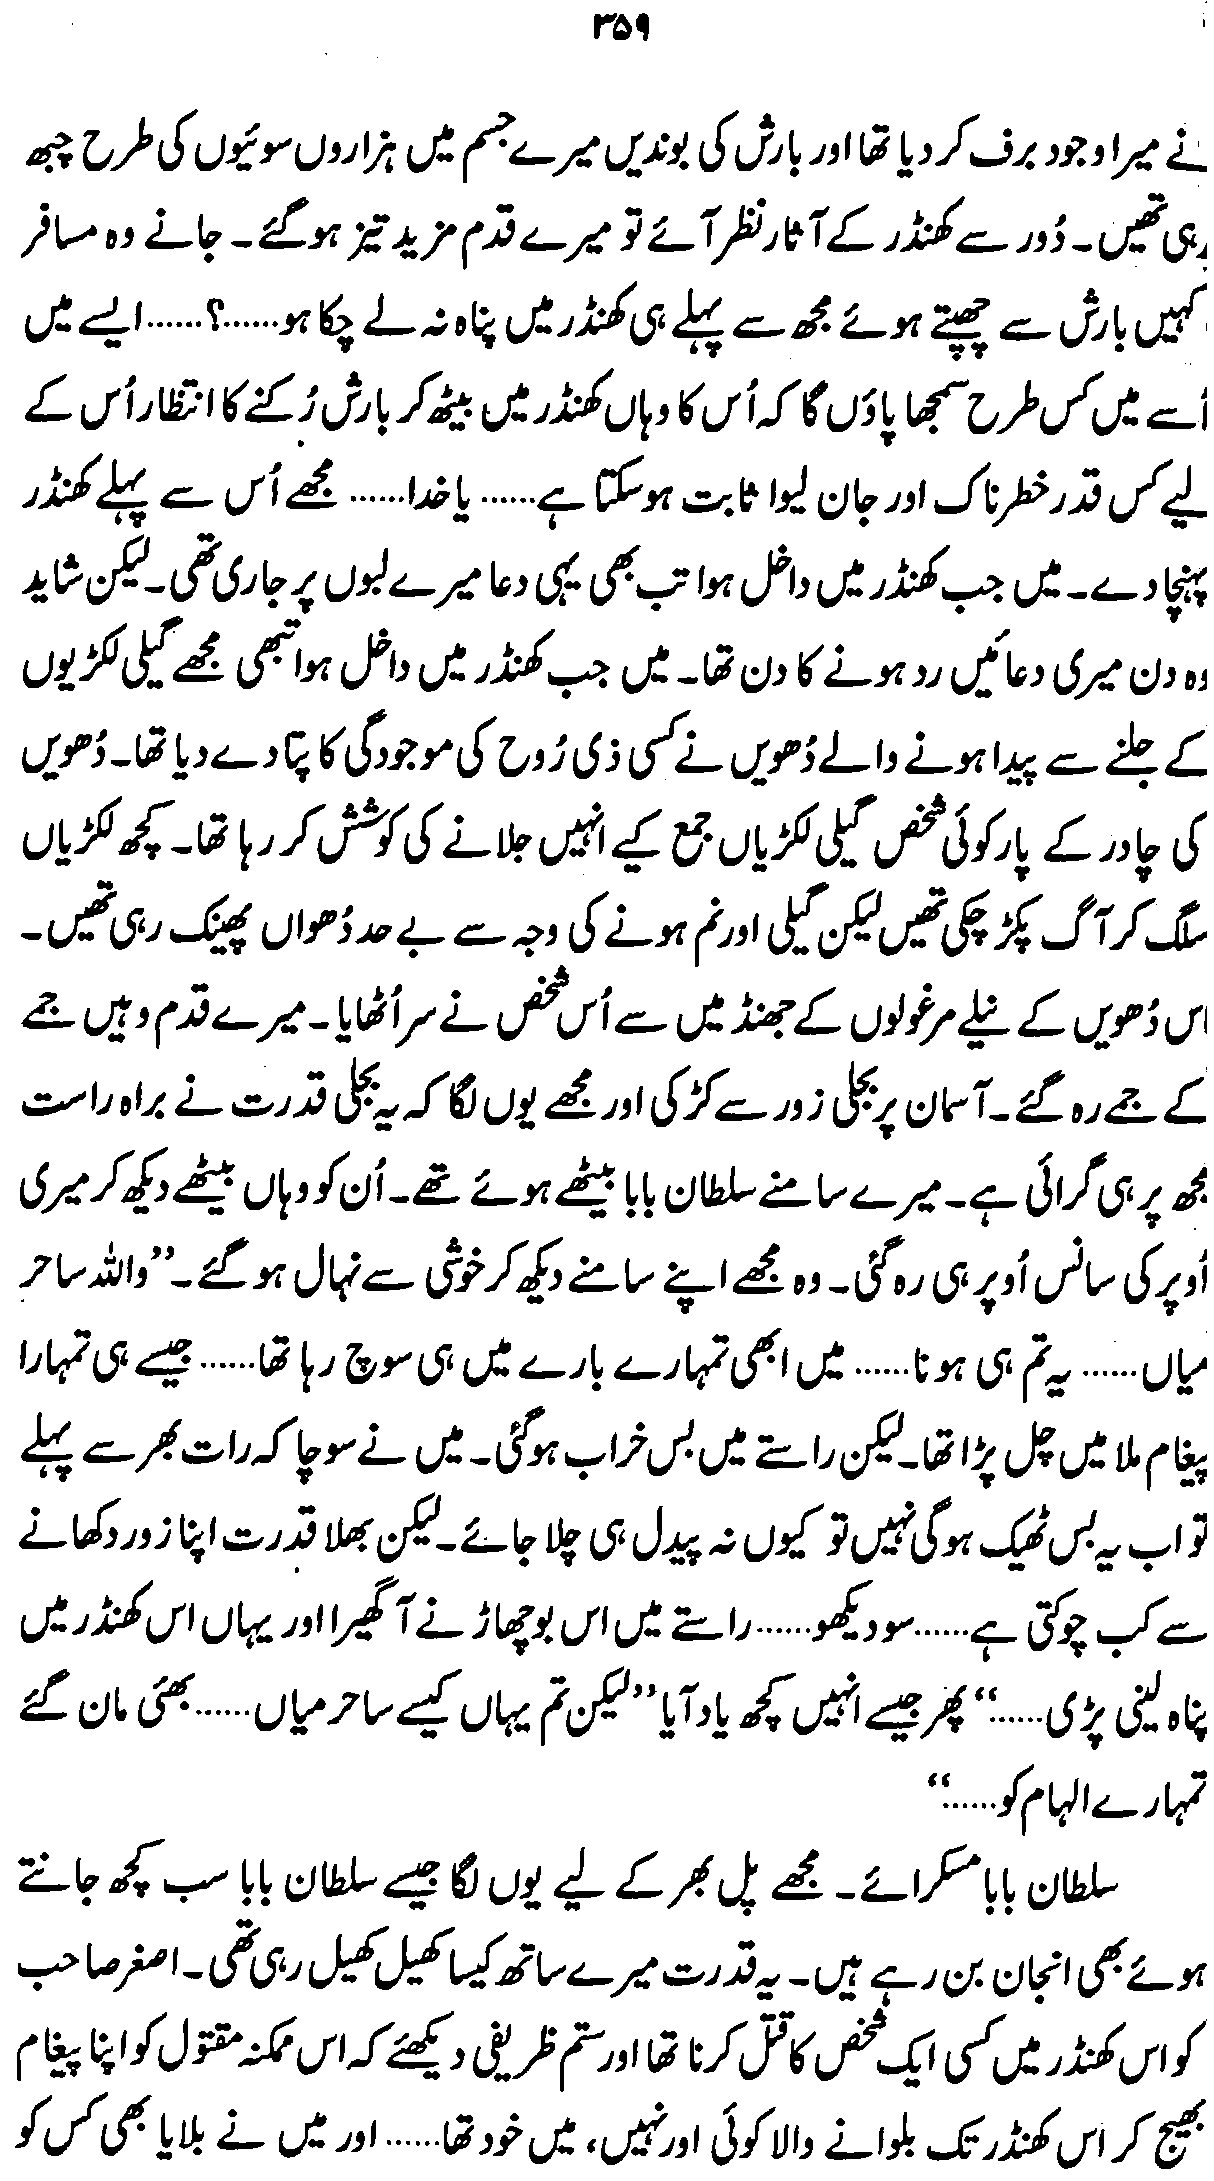 ۳۵۹
نے میرا وجود برف کر دیا تھا اور بارش کی بوندیں میرے جسم میں ہزاروں سوئیوں کی طرح چبھ
رہی تھیں۔ دُور سے کھنڈر کے آثار نظر آئے تو میرے قدم مزید تیز ہوگئے۔ جانے وہ مسافر
کہیں بارش سے چھپتے ہوئے مجھ سے پہلے ہی کھنڈر میں پناہ نہ لے چکا ہو......؟......ایسے میں
اُسے میں کس طرح سمجھا پاؤں گا کہ اُس کا وہاں کھنڈر میں بیٹھ کر بارش رُکنے کا انتظار اُس کے
لیے کس قدر خطرناک اور جان لیوا ثابت ہو سکتا ہے......یا خدا...... مجھے اُس سے پہلے کھنڈر
پہنچا دے۔ میں جب کھنڈر میں داخل ہوا تب بھی یہی دعا میرے لبوں پر جاری تھی۔ لیکن شاید
وہ دن میری دعائیں رد ہونے کا دن تھا۔ میں جب کھنڈر میں داخل ہوا تبھی مجھے گیلی لکڑیوں
کے جلنے سے پیدا ہونے والے دُھویں نے کسی ذی رُوح کی موجودگی کا پتا دے دیا تھا۔ دُھویں
کی چادر کے پار کوئی شخص گیلی لکڑیاں جمع کیے انہیں جلانے کی کوشش کر رہا تھا۔ کچھ لکڑیاں
سلگ کر آگ پکڑ چکی تھیں لیکن گیلی اور نم ہونے کی وجہ سے بے حد دُھواں پھینک رہی تھیں۔
اس دُھویں کے نیلے مرغولوں کے جھنڈ میں سے اُس شخص نے سر اُٹھایا۔ میرے قدم وہیں جمے
کے جمے رہ گئے۔ آسمان پر بجلی زور سے کڑکی اور مجھے یوں لگا کہ یہ بجلی قدرت نے براہ راست
مجھ پر ہی گرائی ہے۔ میرے سامنے سلطان بابا بیٹھے ہوئے تھے۔ اُن کو وہاں بیٹھے دیکھ کر میری
اُوپر کی سانس اُوپر ہی رہ گئی۔ وہ مجھے اپنے سامنے دیکھ کر خوشی سے نہال ہو گئے۔ ”واللہ ساحر
میاں...... یہ تم ہی ہو نا...... میں ابھی تمہارے بارے میں ہی سوچ رہا تھا...... جیسے ہی تمہارا
پیغام ملا میں چل پڑا تھا۔ لیکن راستے میں بس خراب ہوگئی۔ میں نے سوچا کہ رات بھر سے پہلے
تو اب یہ بس ٹھیک ہوگی نہیں تو کیوں نہ پیدل ہی چلا جائے۔ لیکن بھلا قدرت اپنا زور دکھانے
سے کب چوکتی ہے......سو دیکھو......راستے میں اس بوچھاڑ نے آ گھیرا اور یہاں اس کھنڈر میں
پناہ لینی پڑی......“ پھر جیسے انہیں کچھ یاد آیا ”لیکن تم یہاں کیسے ساحر میاں......بھئی مان گئے
تمہارے الہام کو......“
سلطان بابا مسکرائے۔ مجھے پل بھر کے لیے یوں لگا جیسے سلطان بابا سب کچھ جانتے
ہوئے بھی انجان بن رہے ہیں۔ یہ قدرت میرے ساتھ کیسا کھیل کھیل رہی تھی۔ اصغر صاحب
کو اس کھنڈر میں کسی ایک شخص کا قتل کرنا تھا اور ستم ظریفی دیکھئے کہ اس ممکنہ مقتول کو اپنا پیغام
بھیج کر اس کھنڈر تک بلوانے والا کوئی اور نہیں، میں خود تھا...... اور میں نے بلایا بھی کس کو